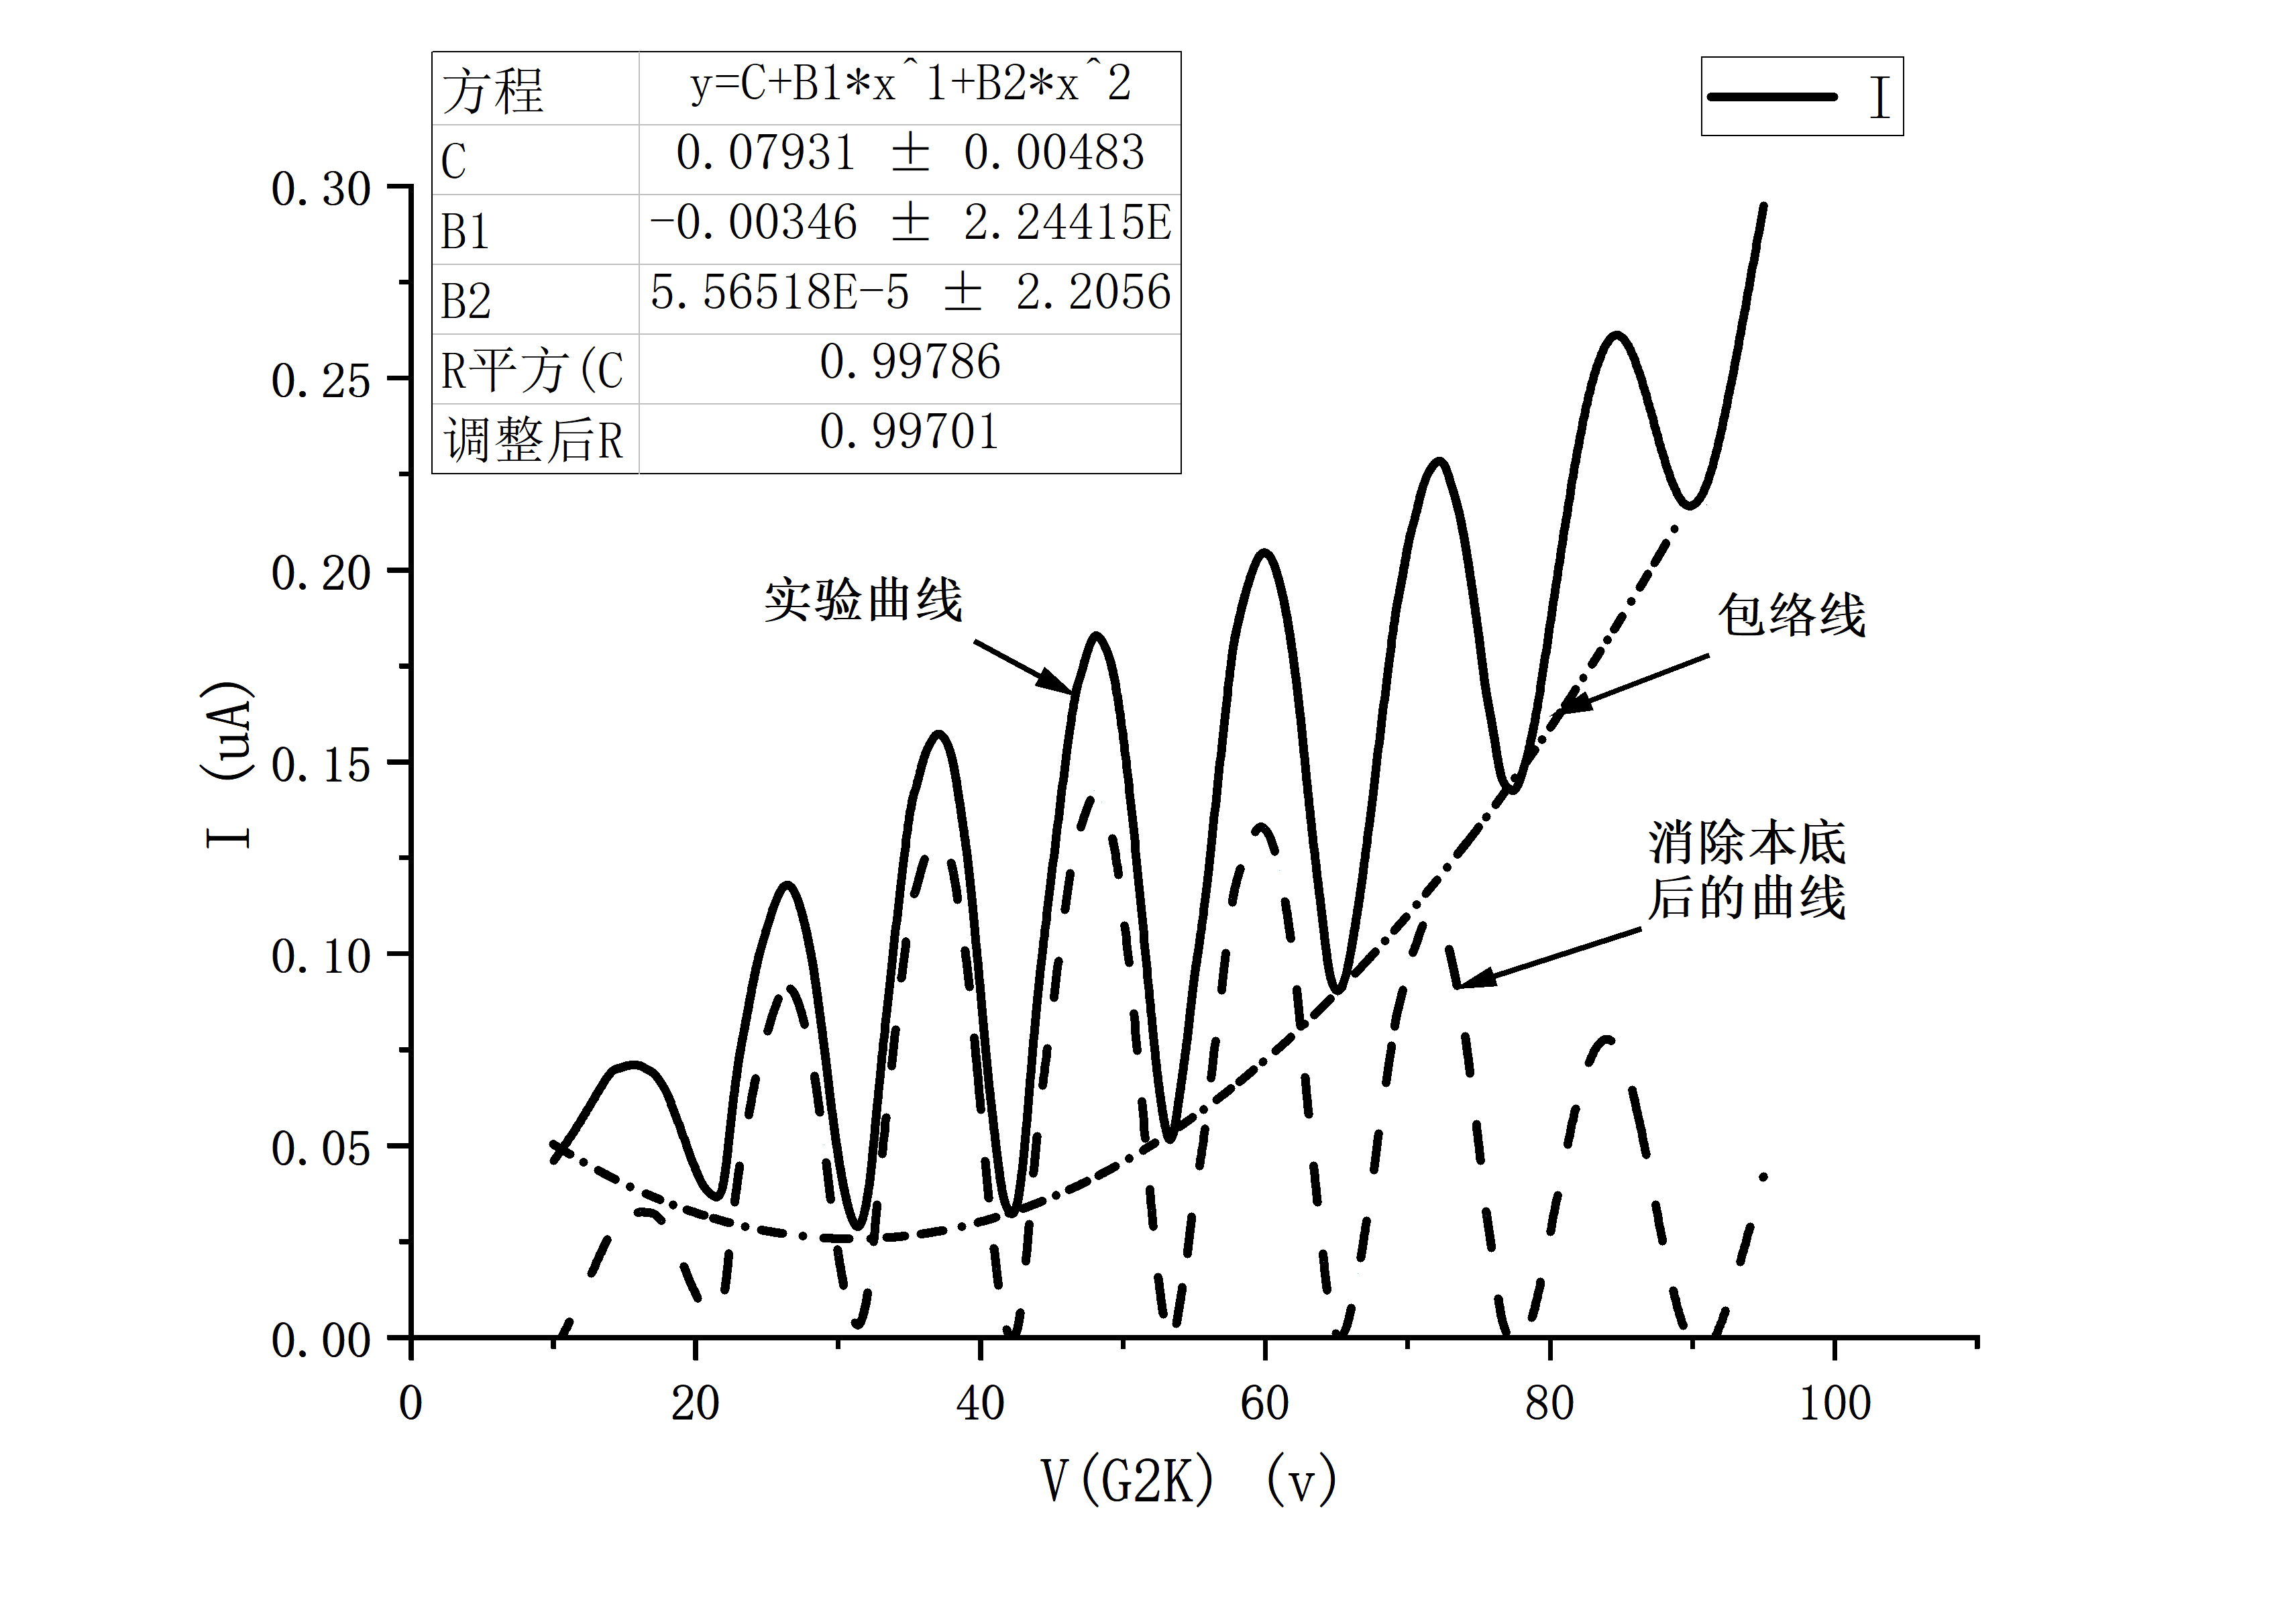 方程 y=C+B1*x^1+B2*x^2
C 0.07931 ± 0.00483
B1 -0.00346 ± 2.24415E
B2 5.56518E-5 ± 2.2056
R平方(C 0.99786
调整后R 0.99701
I
0.30
0.25
0.20
0.15
0.10
0.05
0.00
I (uA)
实验曲线
包络线
消除本底
后的曲线
0 20 40 60 80 100
V(G2K) (v)